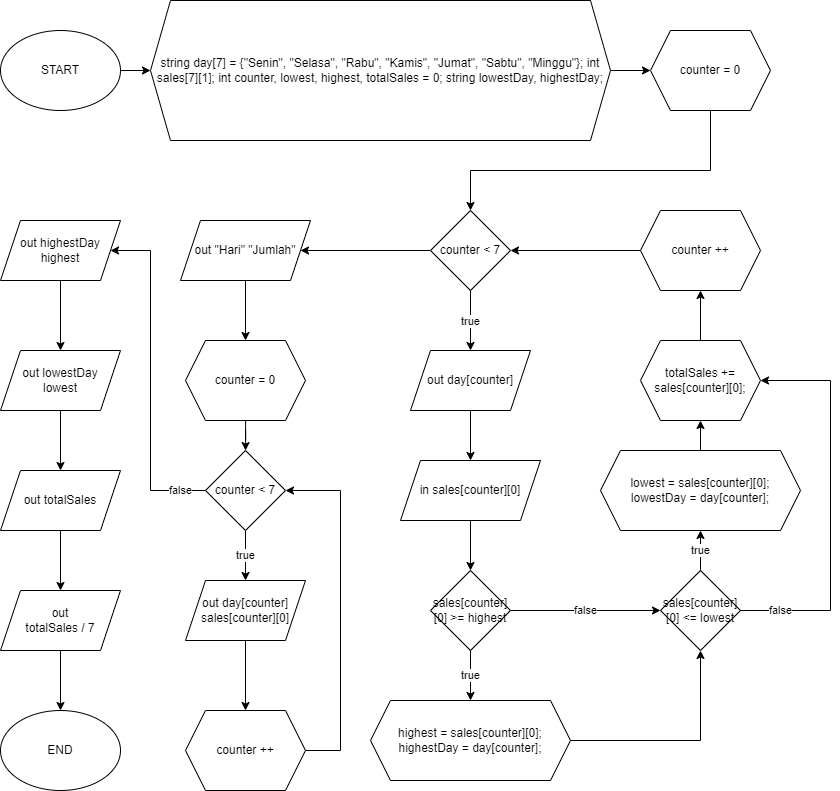 START
string day[7] = {"Senin", "Selasa", "Rabu", "Kamis", "Jumat", "Sabtu", "Minggu"}; int
sales[7][1]; int counter, lowest, highest, totalSales = 0; string lowestDay, highestDay;
counter = 0
counter < 7
true
out day[counter]
in sales[counter][0]
sales[counter]
[0] >= highest
true
highest = sales[counter][0];
highestDay = day[counter];
false
sales[counter]
[0] <= lowest
true
lowest = sales[counter][0];
lowestDay = day[counter];
false
totalSales +=
sales[counter][0];
counter ++
out "Hari" "Jumlah"
counter = 0
counter < 7
true
out day[counter]
sales[counter][0]
counter ++
false
out highestDay
highest
out lowestDay
lowest
out totalSales
out
totalSales / 7
END